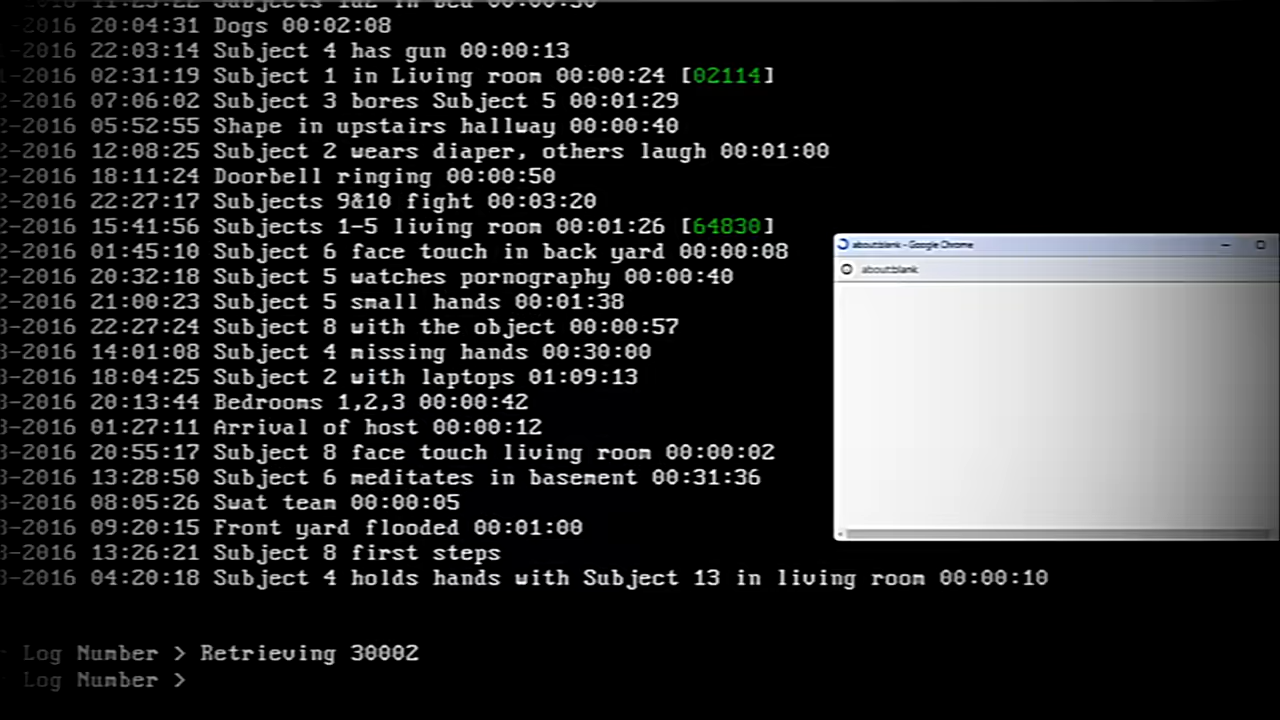 11:23:22 Subjects 1&2 in bed 00:00:30
-2016 20:04:31 Dogs 00:02:08
-2016 22:03:14 Subject 4 has gun 00:00:13
-2016 02:31:19 Subject 1 in Living room 00:00:24 [02114]
2-2016 07:06:02 Subject 3 bores Subject 5 00:01:29
2-2016 05:52:55 Shape in upstairs hallway 00:00:40
2-2016 12:08:25 Subject 2 wears diaper, others laugh 00:01:00
2-2016 18:11:24 Doorbell ringing 00:00:50
2-2016 22:27:17 Subjects 9&10 fight 00:03:20
2-2016 15:41:56 Subjects 1-5 living room 00:01:26 [64830]
2-2016 01:45:10 Subject 6 face touch in back yard 00:00:08
2-2016 20:32:18 Subject 5 watches pornography 00:00:40
2-2016 21:00:23 Subject 5 small hands 00:01:38
3-2016 22:27:24 Subject 8 with the object 00:00:57
3-2016 14:01:08 Subject 4 missing hands 00:30:00
3-2016 18:04:25 Subject 2 with laptops 01:09:13
3-2016 20:13:44 Bedrooms 1,2,3 00:00:42
3-2016 01:27:11 Arrival of host 00:00:12
3-2016 20:55:17 Subject 8 face touch living room 00:00:02
3-2016 13:28:50 Subject 6 meditates in basement 00:31:36
3-2016 08:05:26 Swat team 00:00:05
3-2016 09:20:15 Front yard flooded 00:01:00
3-2016 13:26:21 Subject 8 first steps
3-2016 04:20:18 Subject 4 holds hands with Subject 13 in living room 00:00:10
about:blank - Google Chrome
about:blank
- Log Number > Retrieving 30002
- Log Number >